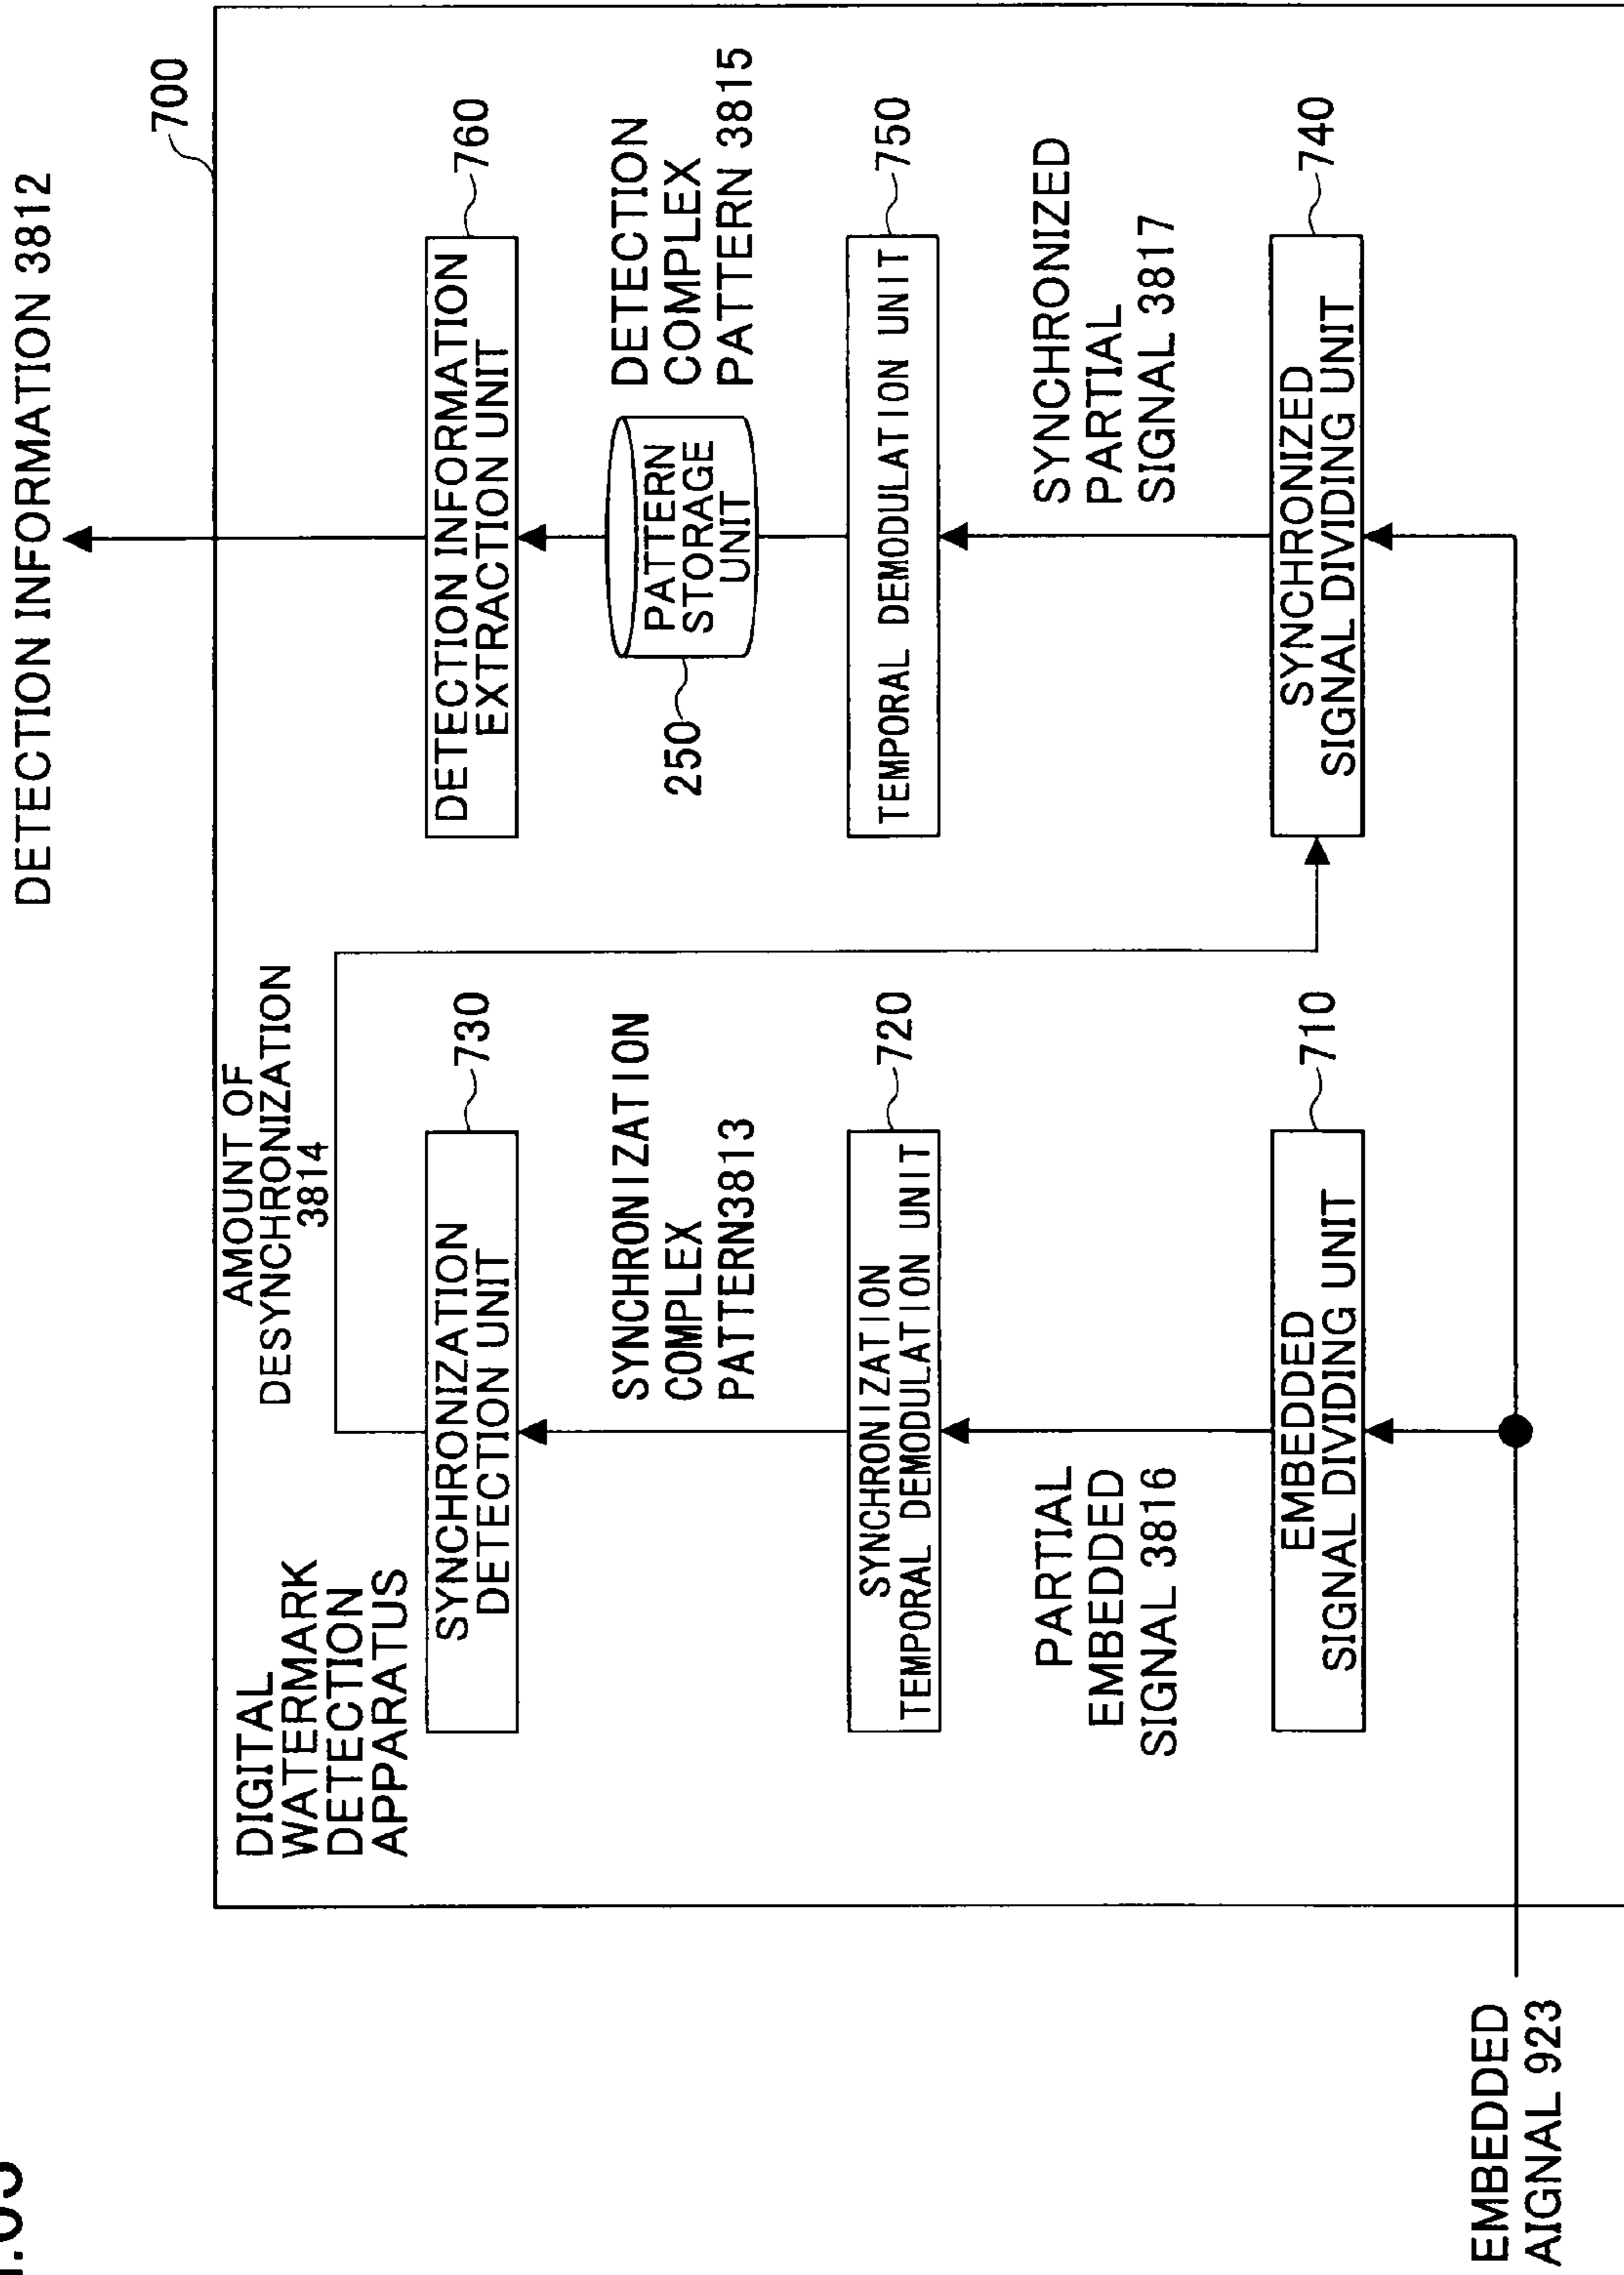 DETECTION INFORMATION 3812
700
DIGITAL
WATERMARK
DETECTION
APPARATUS
AMOUNT OF
DESYNCHRONIZATION
3814
SYNCHRONIZATION
DETECTION UNIT
730
SYNCHRONIZATION
COMPLEX
PATTERN3813
SYNCHRONIZATION
TEMPORAL DEMODULATION UNIT
720
PARTIAL
EMBEDDED
SIGNAL 3816
EMBEDDED
SIGNAL DIVIDING UNIT
710
DETECTION INFORMATION
EXTRACTION UNIT
760
PATTERN
STORAGE
UNIT
250
DETECTION
COMPLEX
PATTERN 3815
TEMPORAL DEMODULATION UNIT
750
SYNCHRONIZED
PARTIAL
SIGNAL 3817
SYNCHRONIZED
SIGNAL DIVIDING UNIT
740
EMBEDDED
AIGNAL 923